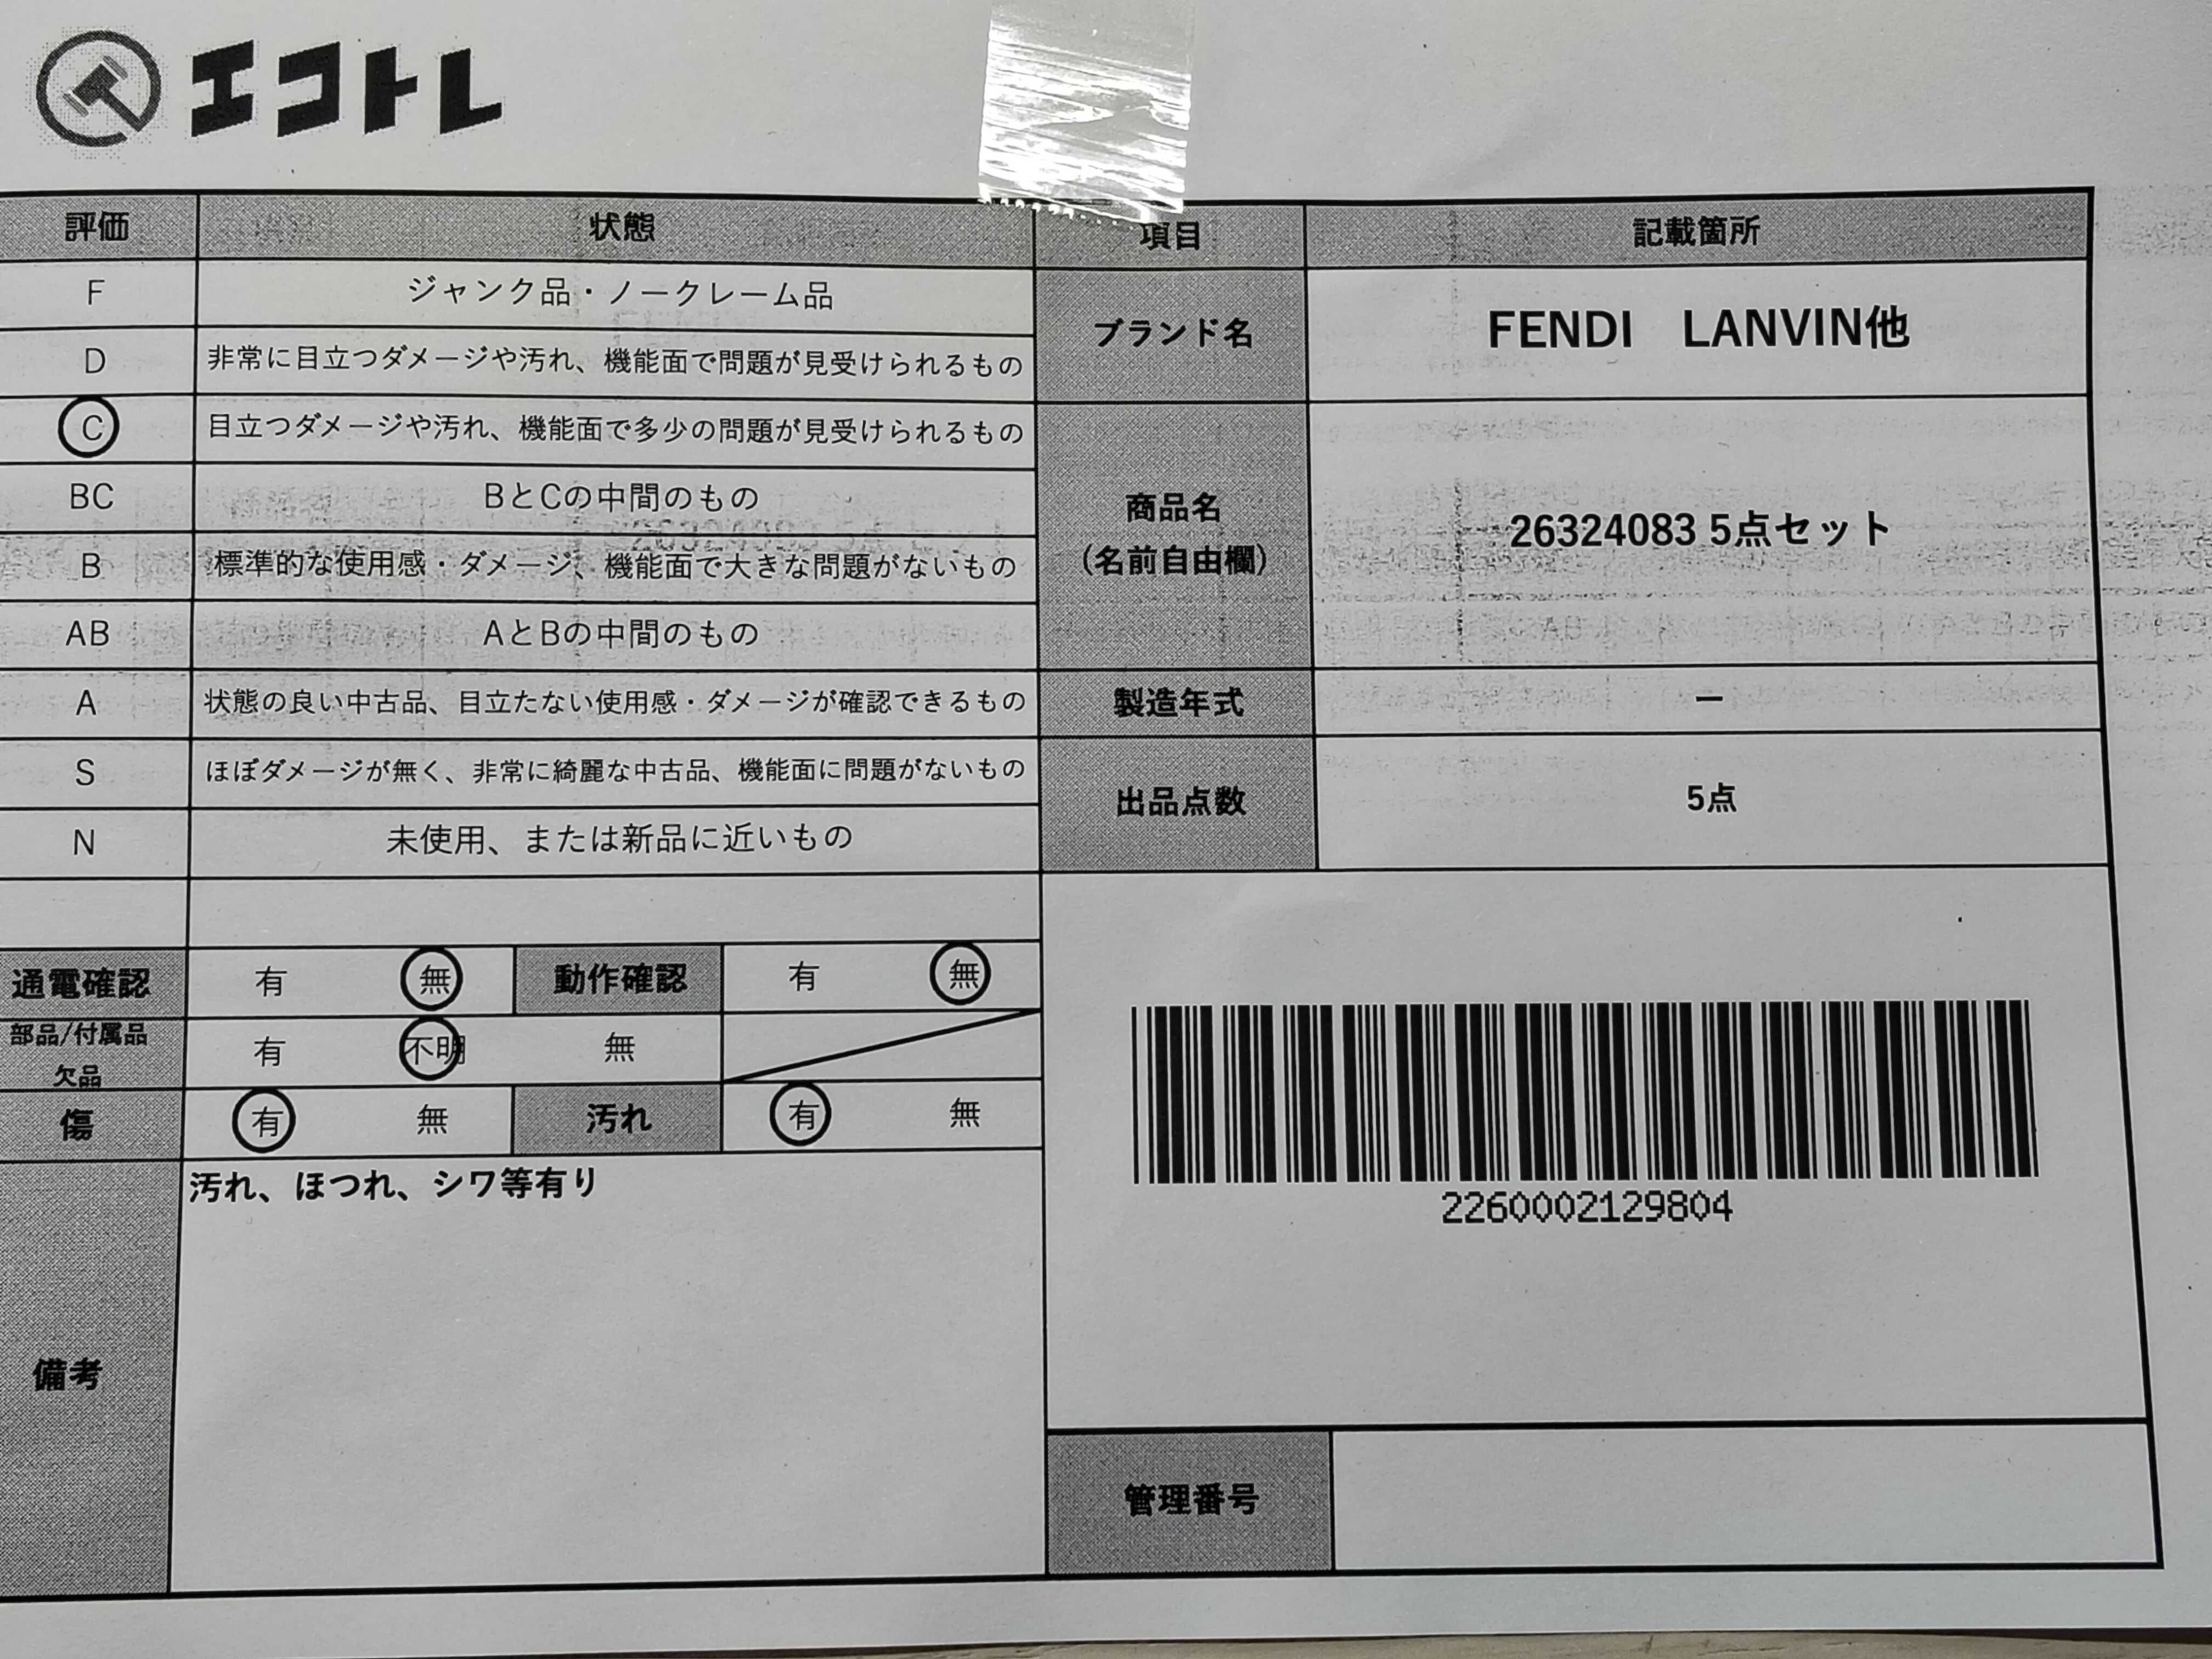 エコトレ
評価 状態 項目 記載箇所
F ジャンク品・ノークレーム品
D 非常に目立つダメージや汚れ、機能面で問題が見受けられるもの
C 目立つダメージや汚れ、機能面で多少の問題が見受けられるもの
BC BとCの中間のもの
B 標準的な使用感・ダメージ、機能面で大きな問題がないもの
AB AとBの中間のもの
A 状態の良い中古品、目立たない使用感・ダメージが確認できるもの
S ほぼダメージが無く、非常に綺麗な中古品、機能面に問題がないもの
N 未使用、または新品に近いもの
ブランド名 FENDI　LANVIN他
商品名
（名前自由欄）
26324083 5点セット
製造年式 ー
出品点数 5点
通電確認 有 無 動作確認 有 無
部品/付属品
欠品
有 不明 無
傷 有 無 汚れ 有 無
備考
汚れ、ほつれ、シワ等有り
2260002129804
管理番号